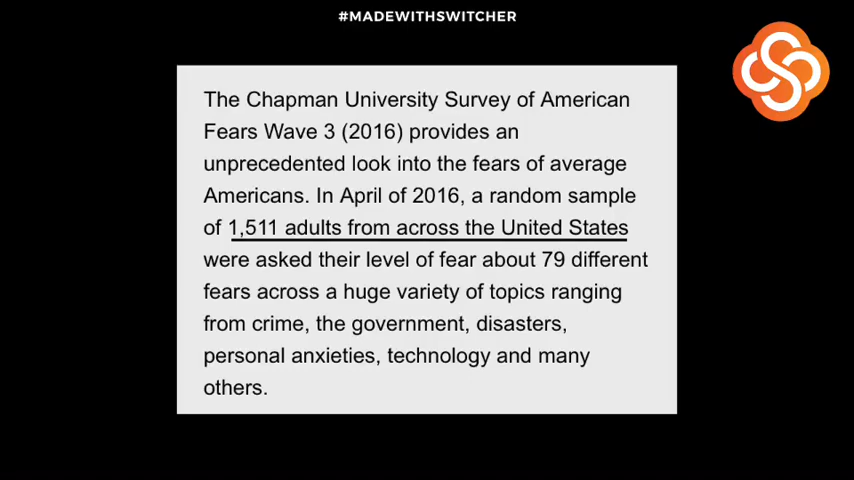 #MADEWITHSWITCHER
The Chapman University Survey of American
Fears Wave 3 (2016) provides an
unprecedented look into the fears of average
Americans. In April of 2016, a random sample
of 1,511 adults from across the United States
were asked their level of fear about 79 different
fears across a huge variety of topics ranging
from crime, the government, disasters,
personal anxieties, technology and many
others.